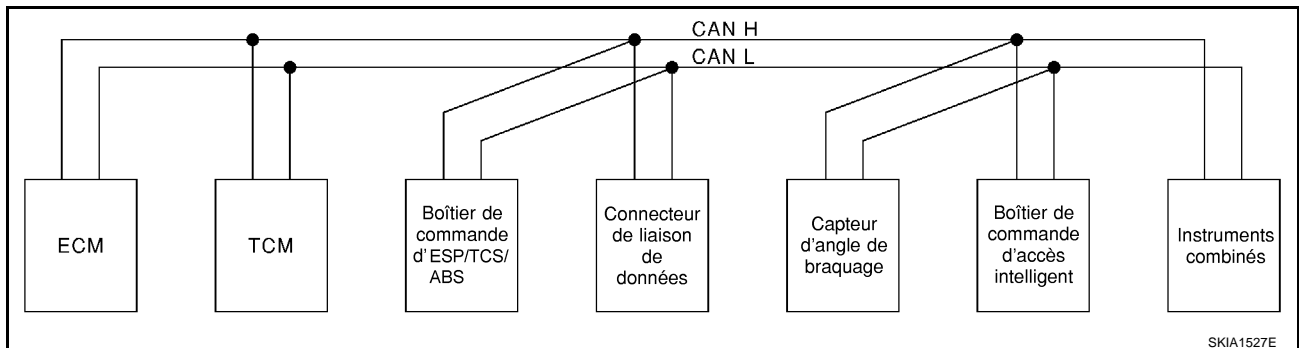 CAN H
CAN L
ECM
TCM
Boîtier de
commande
d'ESP/TCS/
ABS
Connecteur
de liaison
de
données
Capteur
d'angle de
braquage
Boîtier de
commande
d'accès
intelligent
Instruments
combinés
SKIA1527E